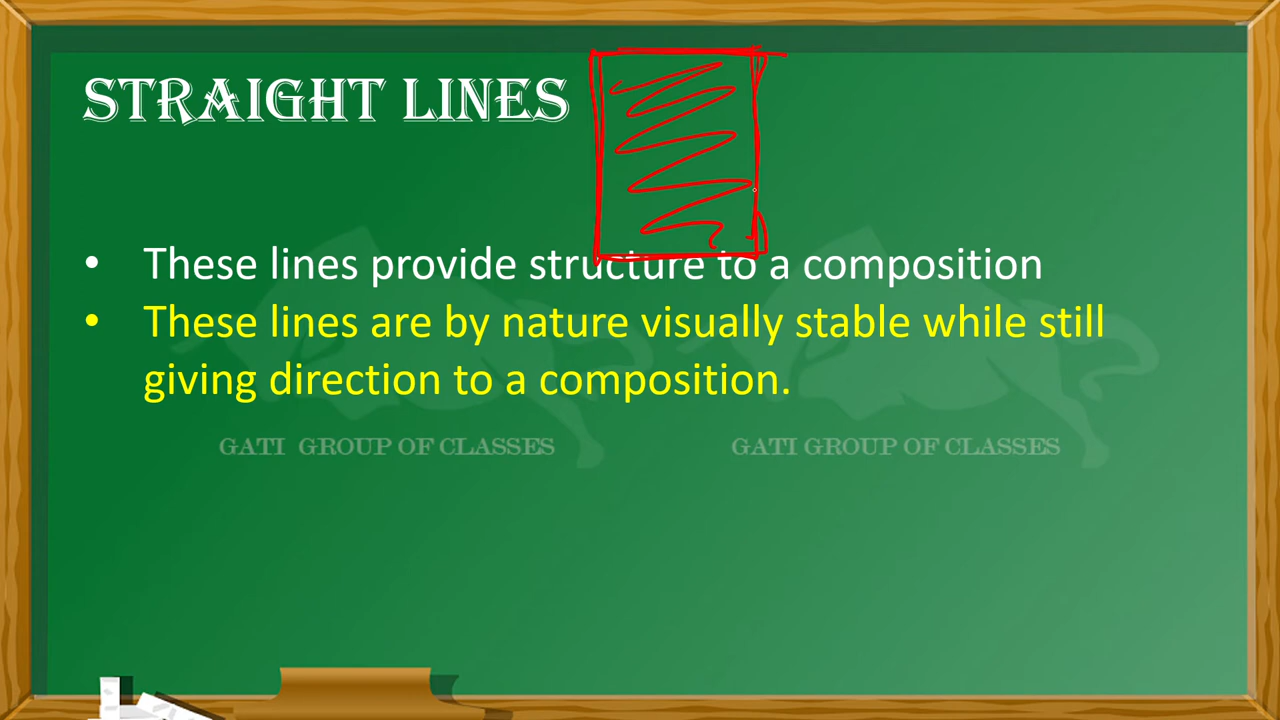 STRAIGHT LINES
• These lines provide structure to a composition
• These lines are by nature visually stable while still
giving direction to a composition.
GATI GROUP OF CLASSES
GATI GROUP OF CLASSES